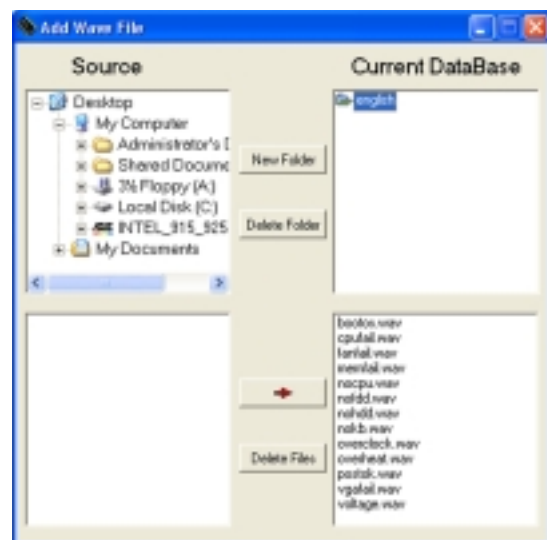 Add Wave File
Source
Current DataBase
Desktop
My Computer
Administrator's D
Shared Docume
3½ Floppy (A:)
Local Disk (C:)
INTEL_915_925
My Documents
english
New Folder
Delete Folder
Delete Files
bootos.wav
cpufail.wav
fanfail.wav
memfail.wav
nocpu.wav
nofdd.wav
nohdd.wav
nokb.wav
overclock.wav
overheat.wav
postok.wav
vgafail.wav
voltage.wav